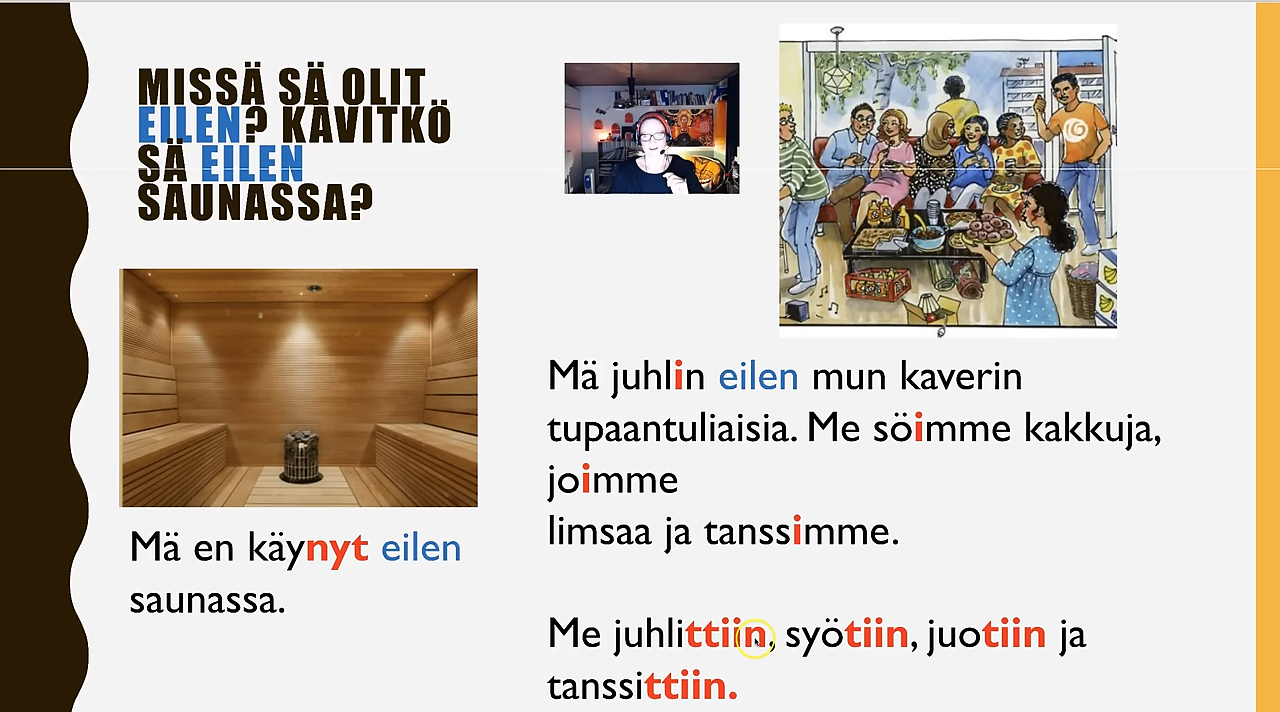 MISSÄ SÄ OLIT
EILEN? KÄVITKÖ
SÄ EILEN
SAUNASSA?
Mä en käynyt eilen
saunassa.
Mä juhlin eilen mun kaverin
tupaantuliaisia. Me söimme kakkuja,
joimme
limsaa ja tanssimme.
Me juhlittiin, syötiin, juotiin ja
tanssittiin.